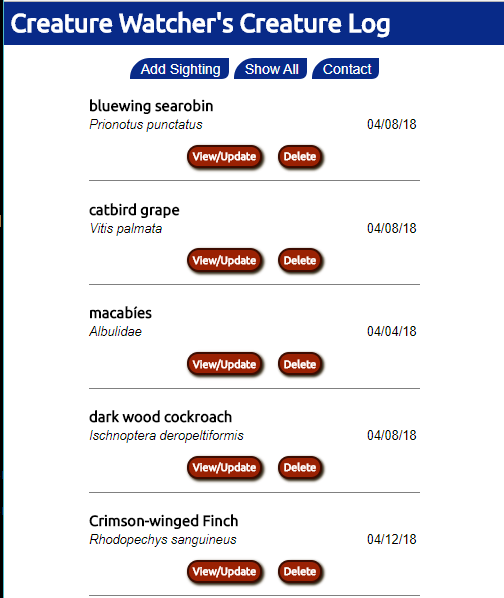 Creature Watcher's Creature Log
Add Sighting Show All Contact
bluewing searobin
Prionotus punctatus 04/08/18
View/Update Delete
catbird grape
Vitis palmata 04/08/18
View/Update Delete
macabíes
Albulidae 04/04/18
View/Update Delete
dark wood cockroach
Ischnoptera deropeltiformis 04/08/18
View/Update Delete
Crimson-winged Finch
Rhodopechys sanguineus 04/12/18
View/Update Delete